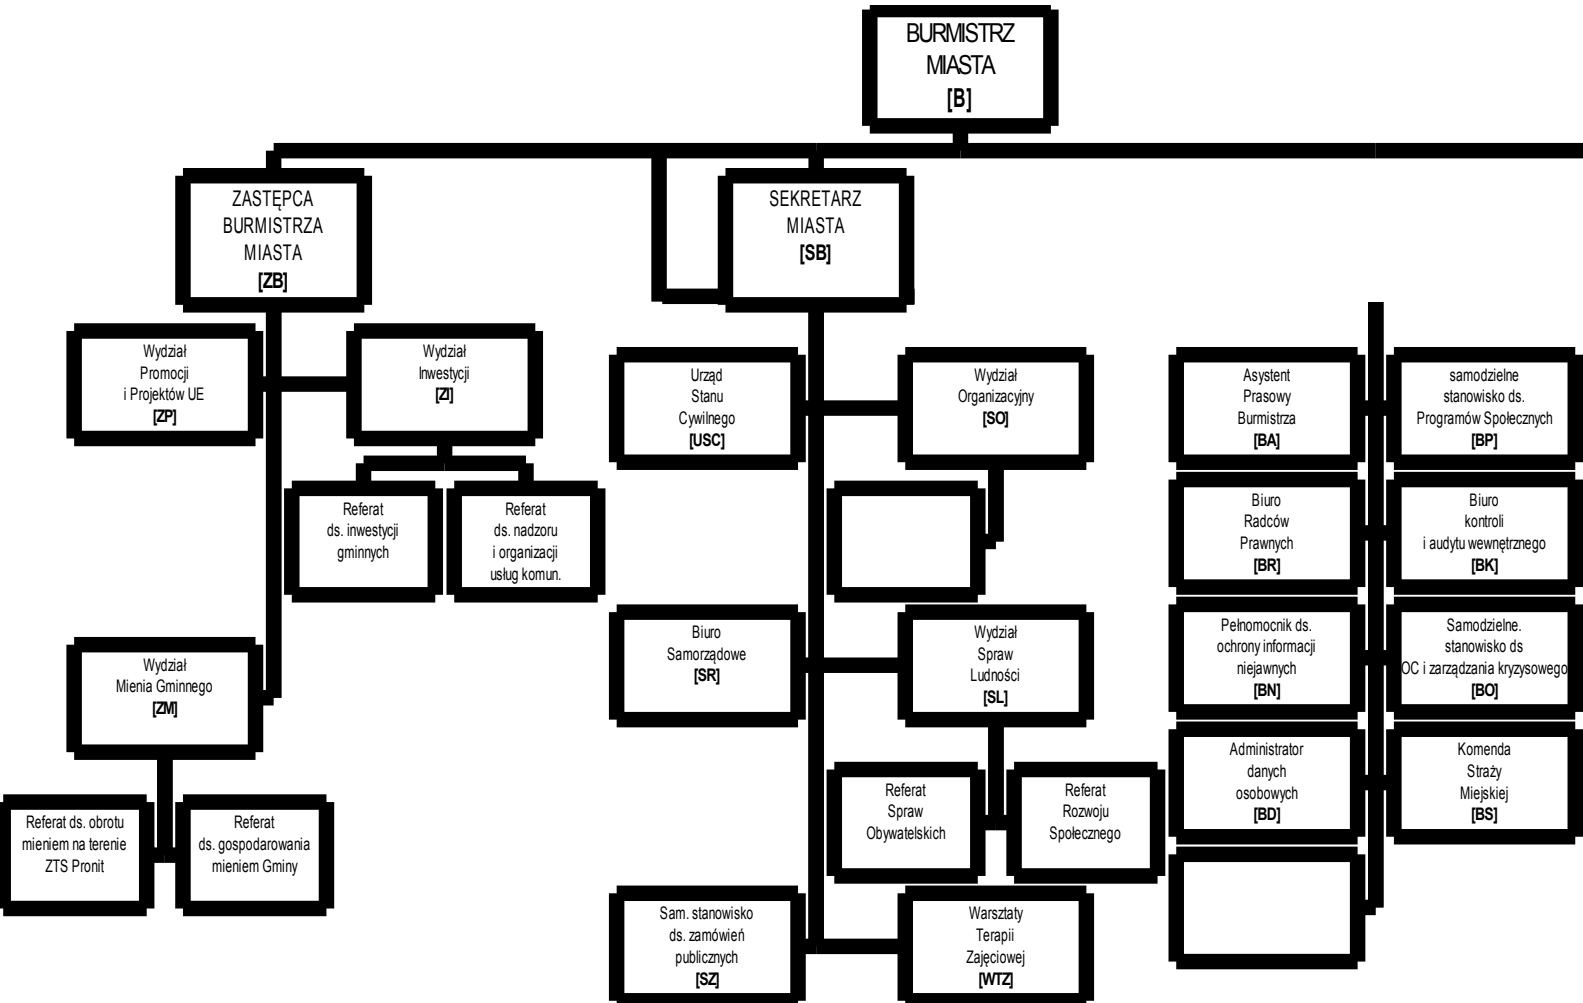 BURMISTRZ
MIASTA
[B]
ZASTĘPCA
BURMISTRZA
MIASTA
[ZB]
SEKRETARZ
MIASTA
[SB]
Wydział
Promocji
i Projektów UE
[ZP]
Wydział
Inwestycji
[ZI]
Referat
ds. inwestycji
gminnych
Referat
ds. nadzoru
i organizacji
usług komun.
Wydział
Mienia Gminnego
[ZM]
Referat ds. obrotu
mieniem na terenie
ZTS Pronit
Referat
ds. gospodarowania
mieniem Gminy
Urząd
Stanu
Cywilnego
[USC]
Wydział
Organizacyjny
[SO]
Biuro
Samorządowe
[SR]
Wydział
Spraw
Ludności
[SL]
Referat
Spraw
Obywatelskich
Referat
Rozwoju
Społecznego
Sam. stanowisko
ds. zamówień
publicznych
[SZ]
Warsztaty
Terapii
Zajęciowej
[WTZ]
Asystent
Prasowy
Burmistrza
[BA]
samodzielne
stanowisko ds.
Programów Społecznych
[BP]
Biuro
Radców
Prawnych
[BR]
Biuro
kontroli
i audytu wewnętrznego
[BK]
Pełnomocnik ds.
ochrony informacji
niejawnych
[BN]
Samodzielne.
stanowisko ds
OC i zarządzania kryzysowego
[BO]
Administrator
danych
osobowych
[BD]
Komenda
Straży
Miejskiej
[BS]